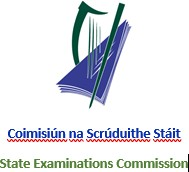 Coimisiún na Scrúduithe Stáit
State Examinations Commission